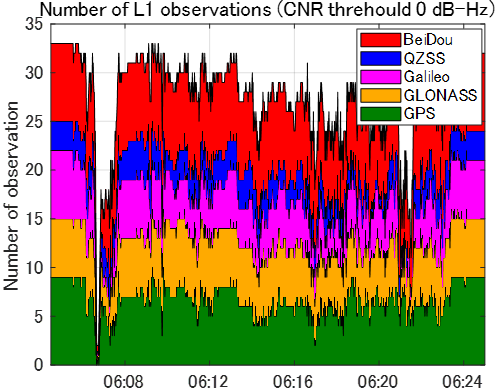 Number of L1 observations (CNR threhould 0 dB-Hz)
35
30
25
20
15
10
5
0
Number of observation
BeiDou
QZSS
Galileo
GLONASS
GPS
06:08 06:12 06:16 06:20 06:24